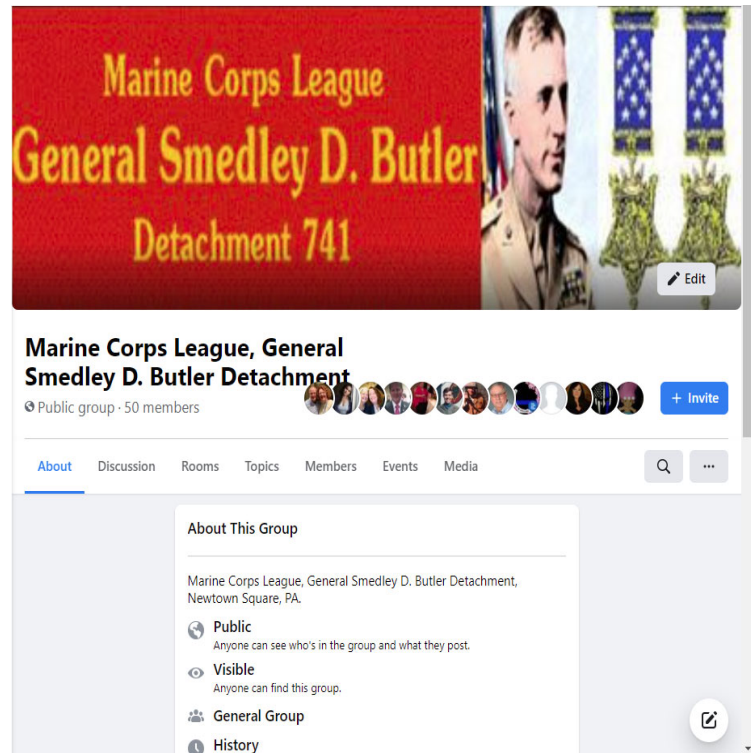 Marine Corps League
General Smedley D. Butler
Detachment 741
Edit
Marine Corps League, General
Smedley D. Butler Detachment
Public group · 50 members
+ Invite
About Discussion Rooms Topics Members Events Media
About This Group
Marine Corps League, General Smedley D. Butler Detachment,
Newtown Square, PA.
Public
Anyone can see who's in the group and what they post.
Visible
Anyone can find this group.
General Group
History